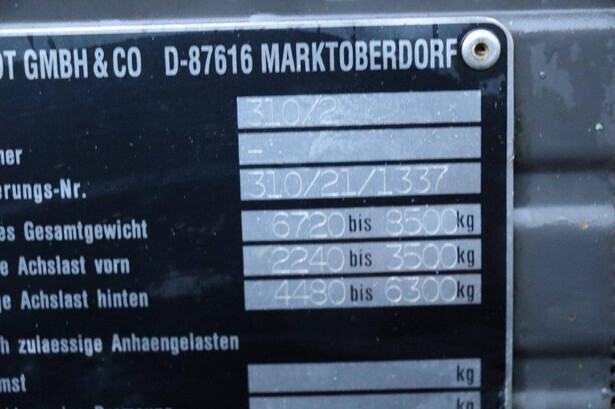 DT GMBH & CO D-87616 MARKTOBERDORF
310/2
ner -
erungs-Nr. 310/21/1337
es Gesamtgewicht 6720 bis 8500 kg
e Achslast vorn 2240 bis 3500 kg
ge Achslast hinten 4480 bis 6300 kg
h zulaessige Anhaengelasten
mst kg
kg